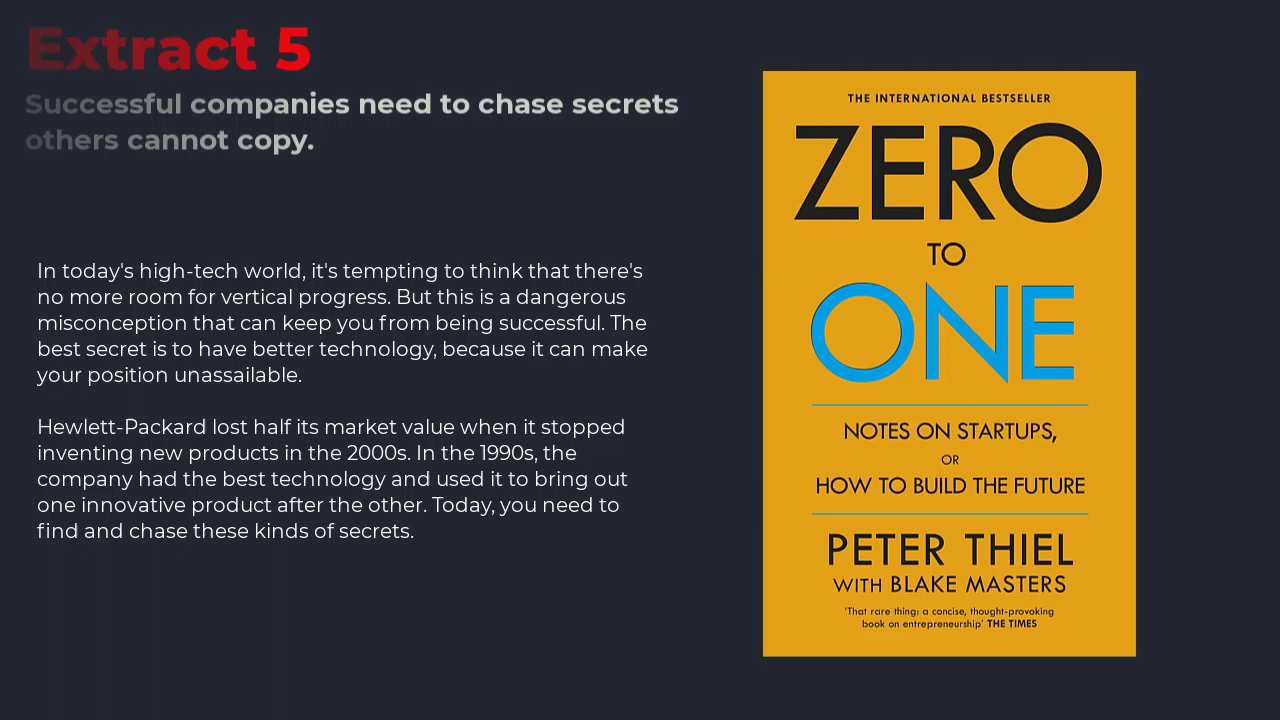 Extract 5
Successful companies need to chase secrets
others cannot copy.
In today's high-tech world, it's tempting to think that there's
no more room for vertical progress. But this is a dangerous
misconception that can keep you from being successful. The
best secret is to have better technology, because it can make
your position unassailable.
Hewlett-Packard lost half its market value when it stopped
inventing new products in the 2000s. In the 1990s, the
company had the best technology and used it to bring out
one innovative product after the other. Today, you need to
find and chase these kinds of secrets.
THE INTERNATIONAL BESTSELLER
ZERO
TO
ONE
NOTES ON STARTUPS,
OR
HOW TO BUILD THE FUTURE
PETER THIEL
WITH BLAKE MASTERS
'That rare thing: a concise, thought-provoking
book on entrepreneurship' THE TIMES